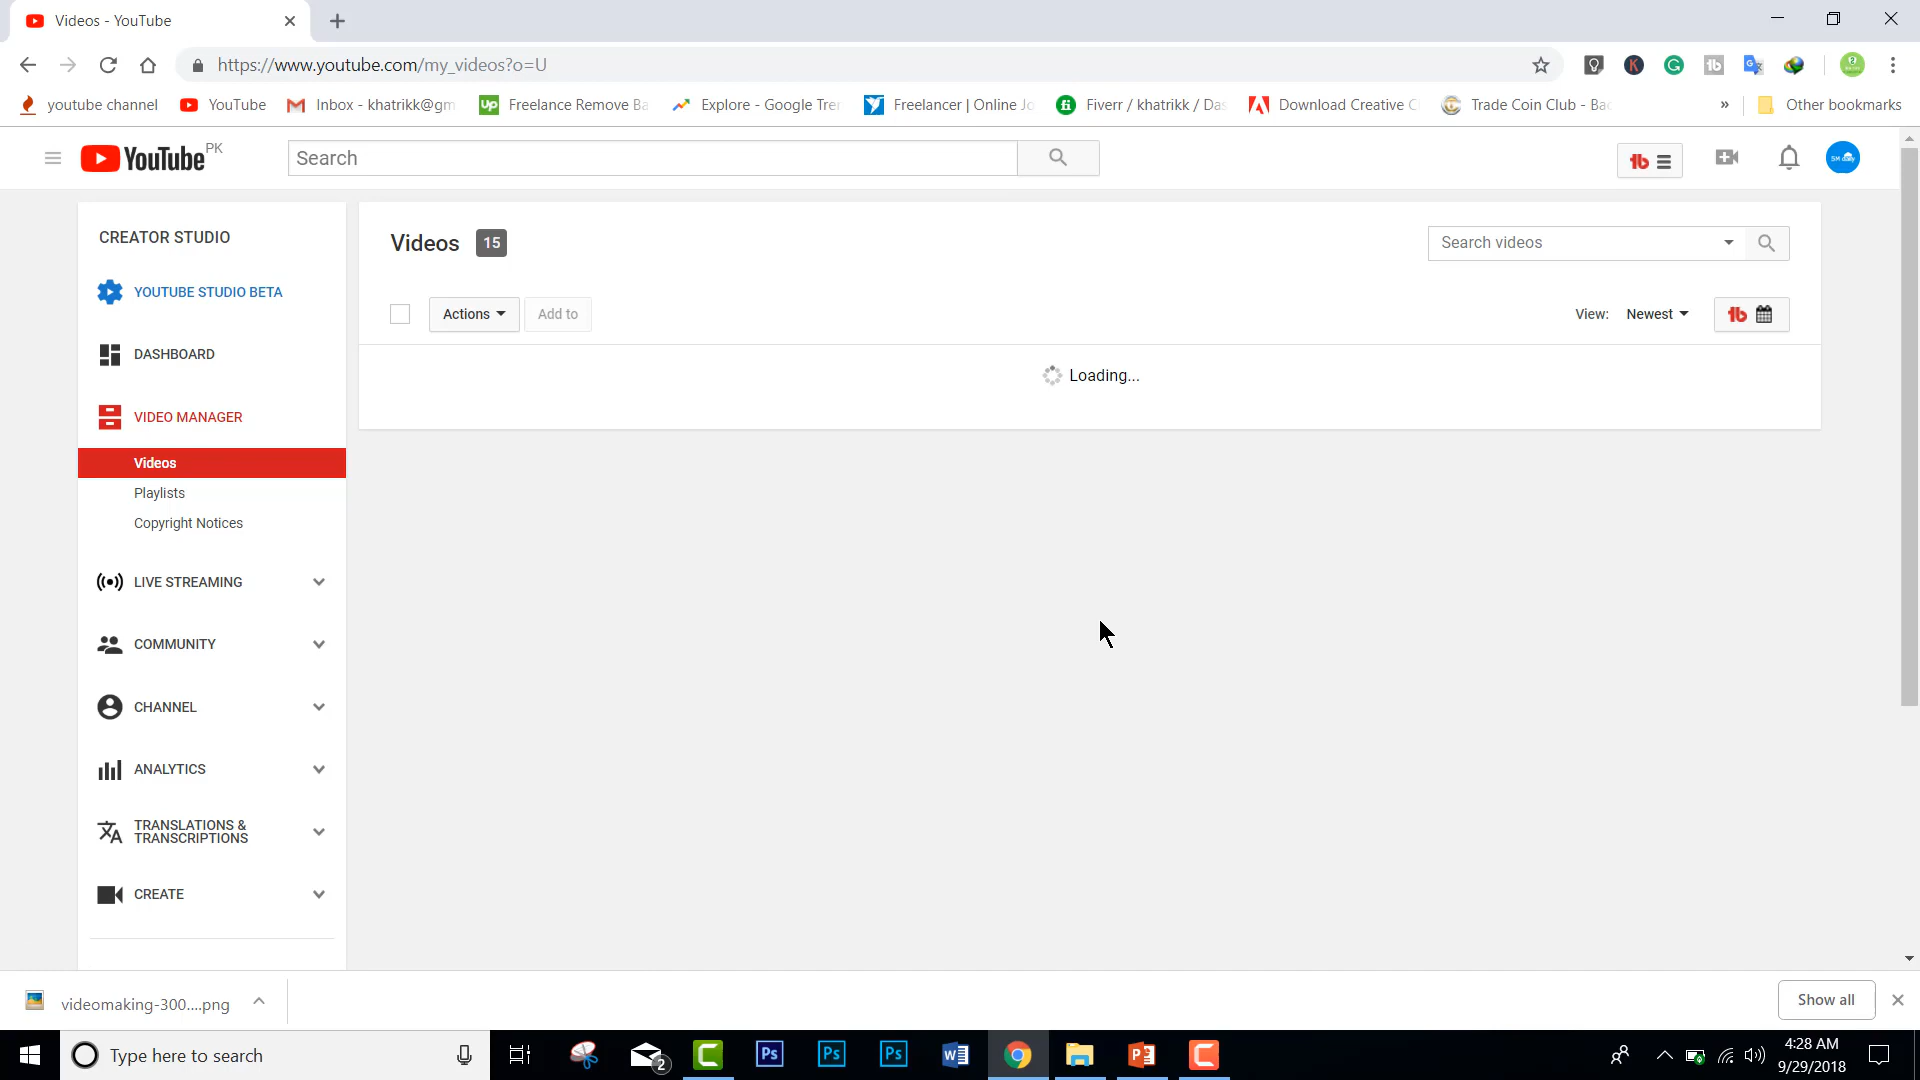 Videos - YouTube
https://www.youtube.com/my_videos?o=U
youtube channel
YouTube
Inbox - khatrikk@gm
Freelance Remove Ba
Explore - Google Tre
Freelancer | Online Jo
Fiverr / khatrikk / Das
Download Creative C
Trade Coin Club - Bac
»
Other bookmarks
YouTube PK
Search
CREATOR STUDIO
YOUTUBE STUDIO BETA
DASHBOARD
VIDEO MANAGER
Videos
Playlists
Copyright Notices
LIVE STREAMING
COMMUNITY
CHANNEL
ANALYTICS
TRANSLATIONS &
TRANSCRIPTIONS
CREATE
Videos 15
Search videos
Actions
Add to
View: Newest
Loading...
videomaking-300....png
Show all
Type here to search
2
4:28 AM
9/29/2018